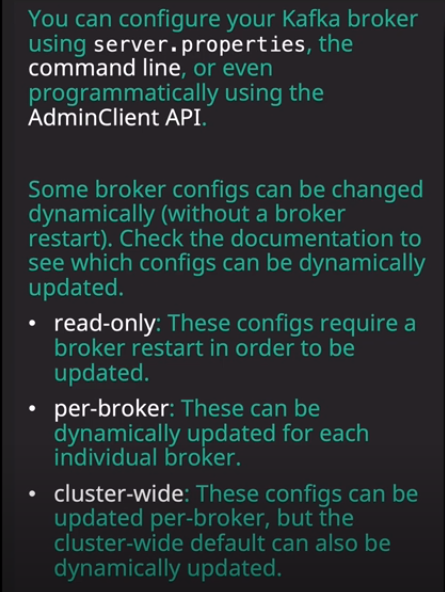 You can configure your Kafka broker
using server.properties, the
command line, or even
programmatically using the
AdminClient API.
Some broker configs can be changed
dynamically (without a broker
restart). Check the documentation to
see which configs can be dynamically
updated.
• read-only: These configs require a
broker restart in order to be
updated.
• per-broker: These can be
dynamically updated for each
individual broker.
• cluster-wide: These configs can be
updated per-broker, but the
cluster-wide default can also be
dynamically updated.